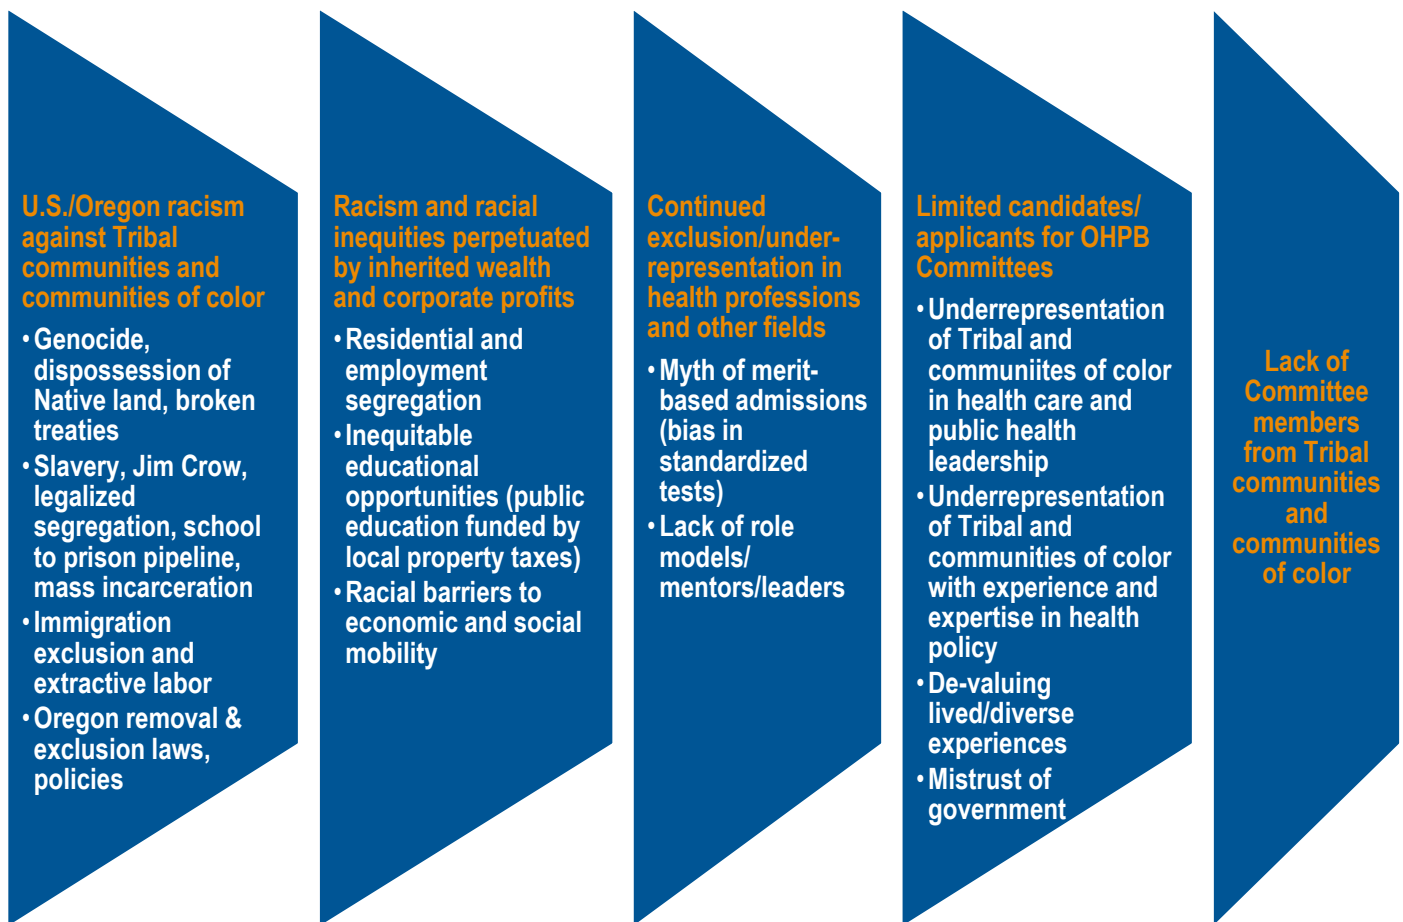 U.S./Oregon racism
against Tribal
communities and
communities of color
• Genocide,
dispossession of
Native land, broken
treaties
• Slavery, Jim Crow,
legalized
segregation, school
to prison pipeline,
mass incarceration
• Immigration
exclusion and
extractive labor
• Oregon removal &
exclusion laws,
policies
Racism and racial
inequities perpetuated
by inherited wealth
and corporate profits
• Residential and
employment
segregation
• Inequitable
educational
opportunities (public
education funded by
local property taxes)
• Racial barriers to
economic and social
mobility
Continued
exclusion/under-
representation in
health professions
and other fields
• Myth of merit-
based admissions
(bias in
standardized
tests)
• Lack of role
models/
mentors/leaders
Limited candidates/
applicants for OHPB
Committees
• Underrepresentation
of Tribal and
communiites of color
in health care and
public health
leadership
• Underrepresentation
of Tribal and
communities of color
with experience and
expertise in health
policy
• De-valuing
lived/diverse
experiences
• Mistrust of
government
Lack of
Committee
members
from Tribal
communities
and
communities
of color